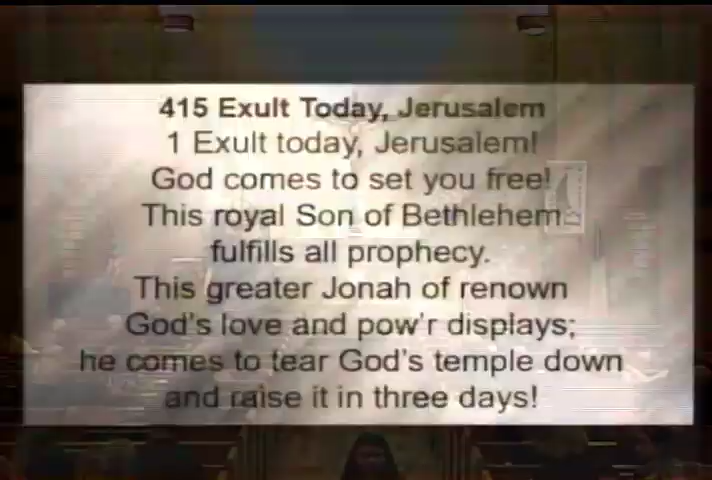 415 Exult Today, Jerusalem
1 Exult today, Jerusalem!
God comes to set you free!
This royal Son of Bethlehem
fulfills all prophecy.
This greater Jonah of renown
God's love and pow'r displays;
he comes to tear God's temple down
and raise it in three days!